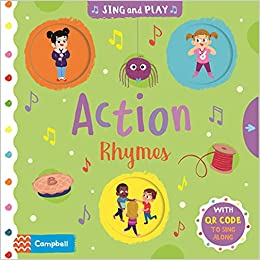 SING and PLAY
Action
Rhymes
WITH
QR CODE
TO SING
ALONG
Campbell